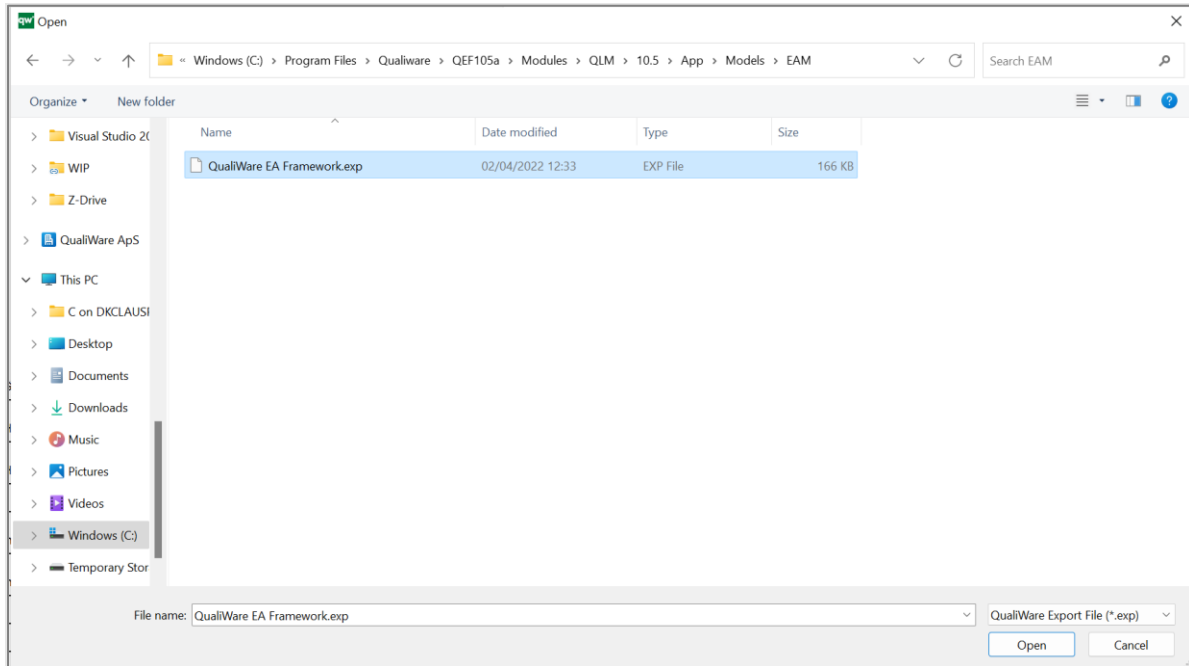 qw Open
« Windows (C:) > Program Files > Qualiware > QEF105a > Modules > QLM > 10.5 > App > Models > EAM
Search EAM
Organize New folder
Name Date modified Type Size
QualiWare EA Framework.exp 02/04/2022 12:33 EXP File 166 KB
Visual Studio 20
WIP
Z-Drive
QualiWare ApS
This PC
C on DKCLAUSI
Desktop
Documents
Downloads
Music
Pictures
Videos
Windows (C:)
Temporary Stor
File name: QualiWare EA Framework.exp QualiWare Export File (*.exp)
Open Cancel